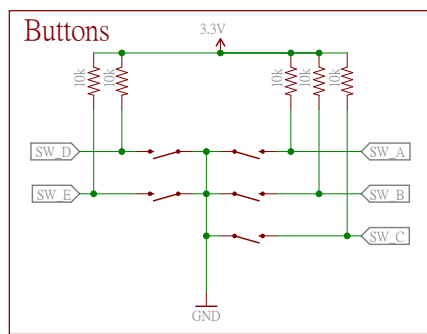 Buttons
3.3V
10k
10k
10k
10k
10k
SW_D
SW_A
SW_E
SW_B
SW_C
GND